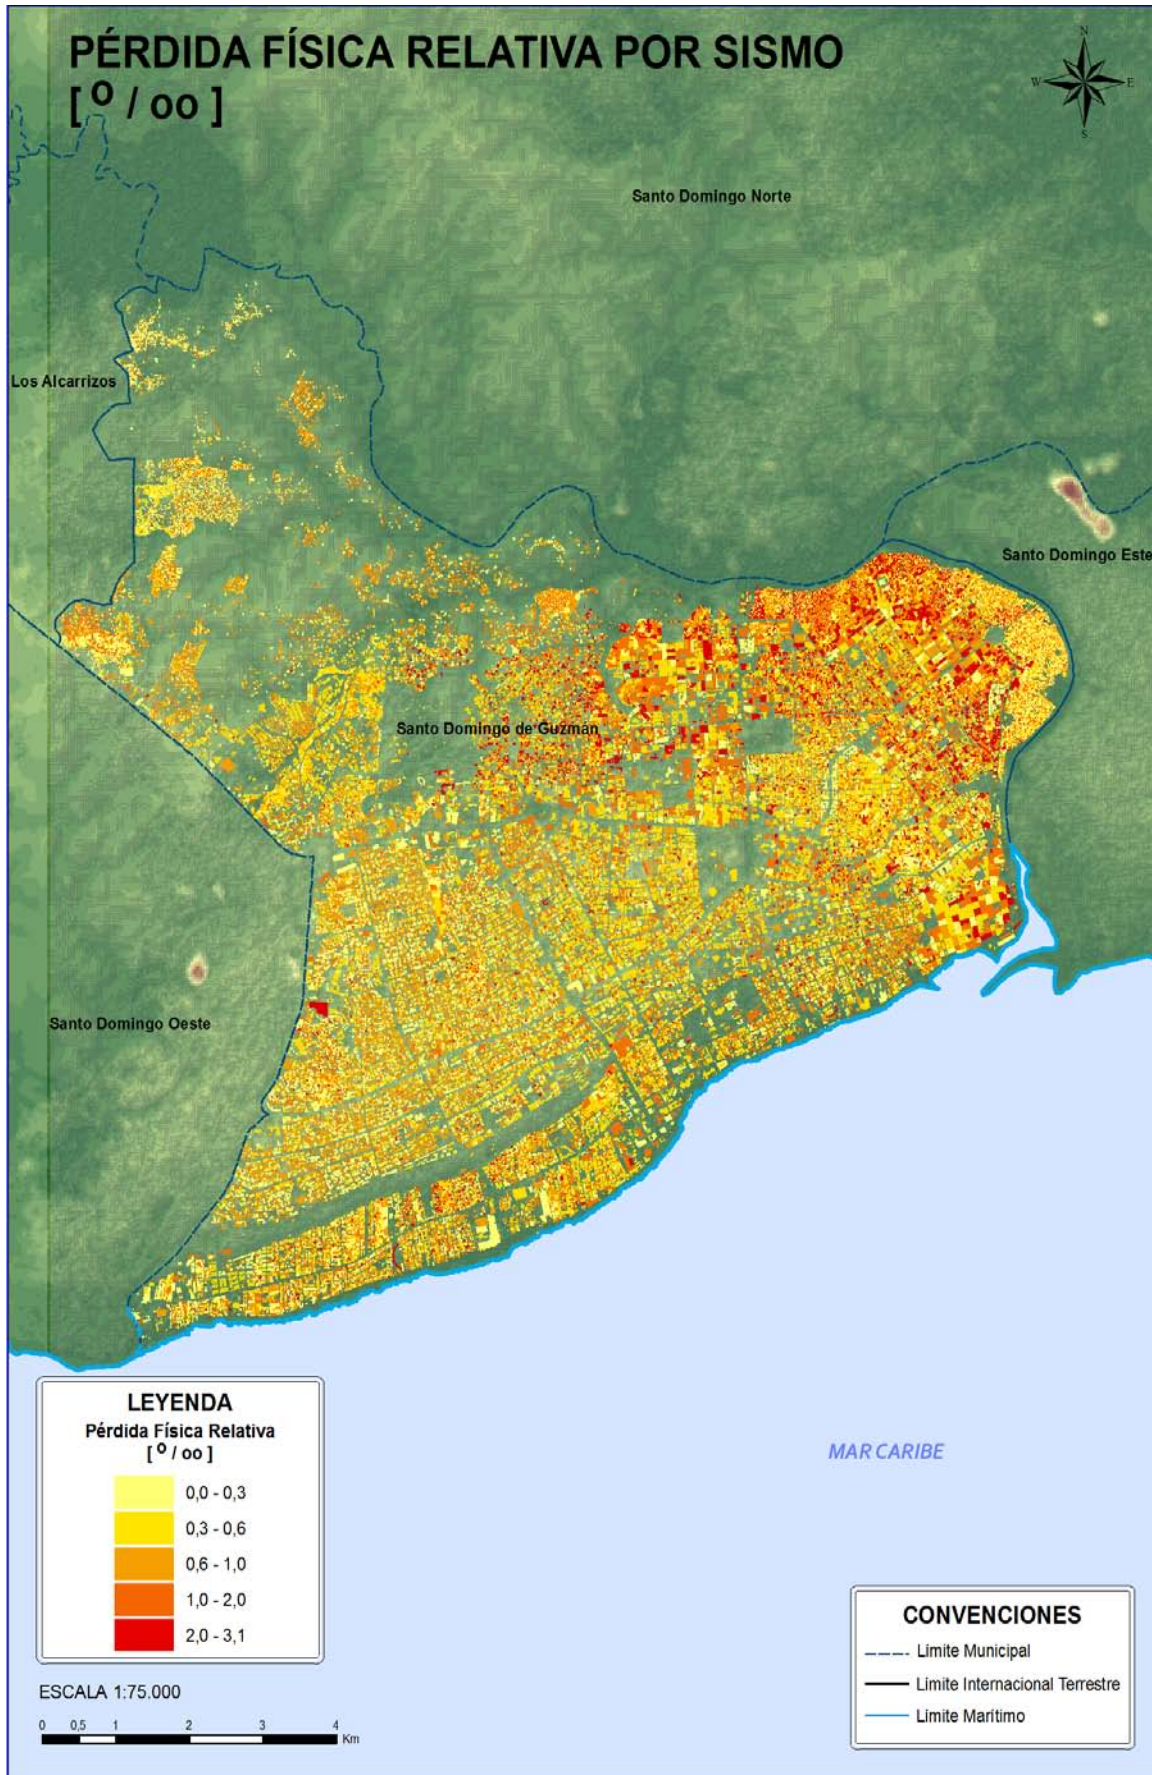 PÉRDIDA FÍSICA RELATIVA POR SISMO
[ º / oo ]
N
W E
S
Santo Domingo Norte
Los Alcarrizos
Santo Domingo Este
Santo Domingo de Guzmán
Santo Domingo Oeste
MAR CARIBE
LEYENDA
Pérdida Física Relativa
[ º / oo ]
0,0 - 0,3
0,3 - 0,6
0,6 - 1,0
1,0 - 2,0
2,0 - 3,1
ESCALA 1:75.000
0 0,5 1 2 3 4
Km
CONVENCIONES
Limite Municipal
Limite Internacional Terrestre
Limite Marítimo